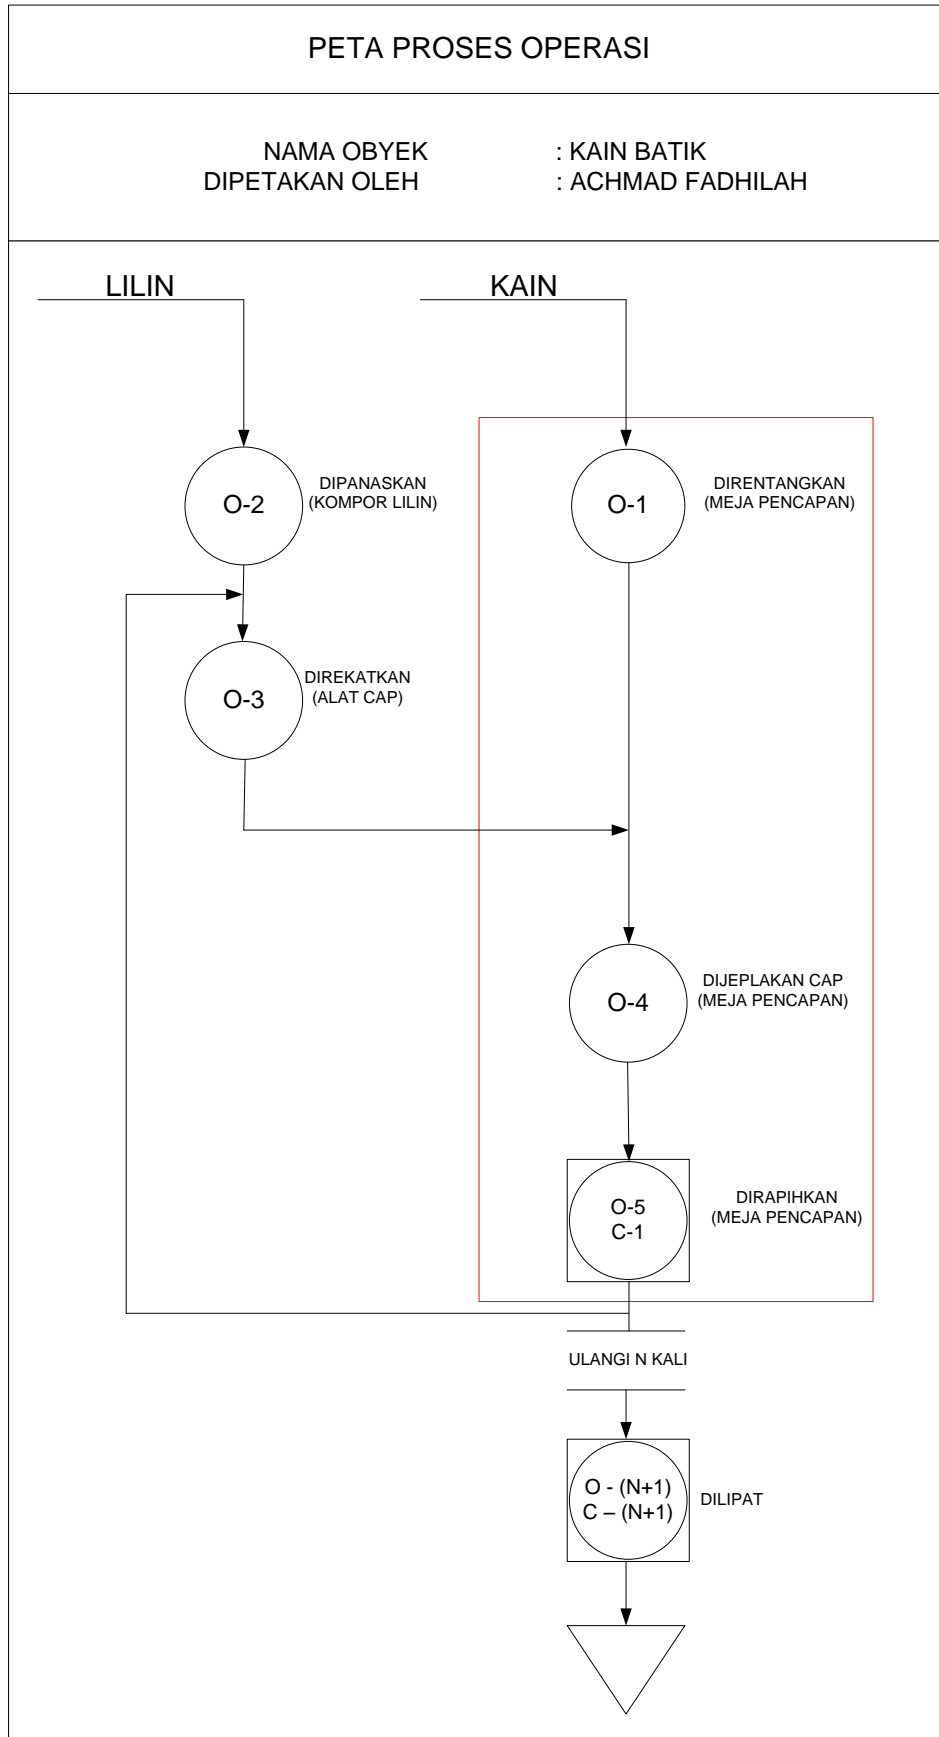 PETA PROSES OPERASI
NAMA OBYEK : KAIN BATIK
DIPETAKAN OLEH : ACHMAD FADHILAH
LILIN
KAIN
O-2
DIPANASKAN
(KOMPOR LILIN)
O-1
DIRENTANGKAN
(MEJA PENCAPAN)
O-3
DIREKATKAN
(ALAT CAP)
O-4
DIJEPLAKAN CAP
(MEJA PENCAPAN)
O-5
C-1
DIRAPIHKAN
(MEJA PENCAPAN)
ULANGI N KALI
O - (N+1)
C – (N+1)
DILIPAT